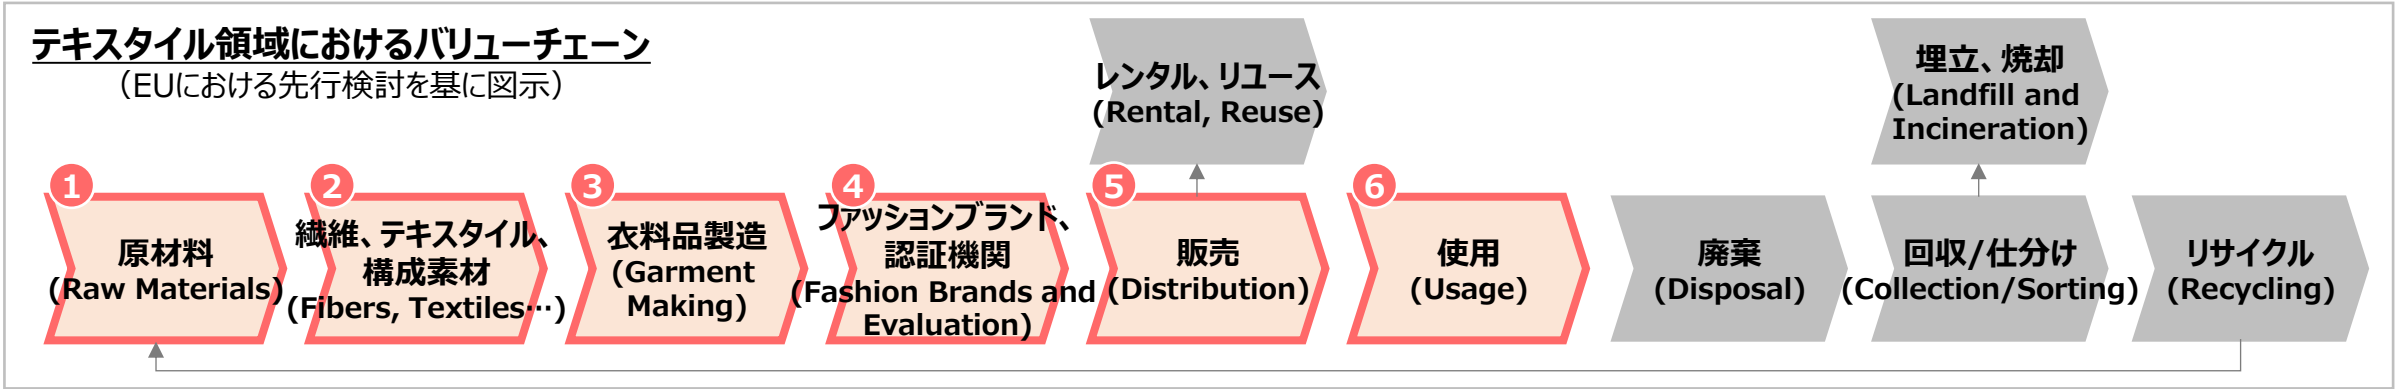 テキスタイル領域におけるバリューチェーン
（EUにおける先行検討を基に図示）
レンタル、リユース
(Rental, Reuse)
埋立、焼却
(Landfill and
Incineration)
1
原材料
(Raw Materials)
2
繊維、テキスタイル、
構成素材
(Fibers, Textiles…)
3
衣料品製造
(Garment
Making)
4
ファッションブランド、
認証機関
(Fashion Brands and
Evaluation)
5
販売
(Distribution)
6
使用
(Usage)
廃棄
(Disposal)
回収/仕分け
(Collection/Sorting)
リサイクル
(Recycling)